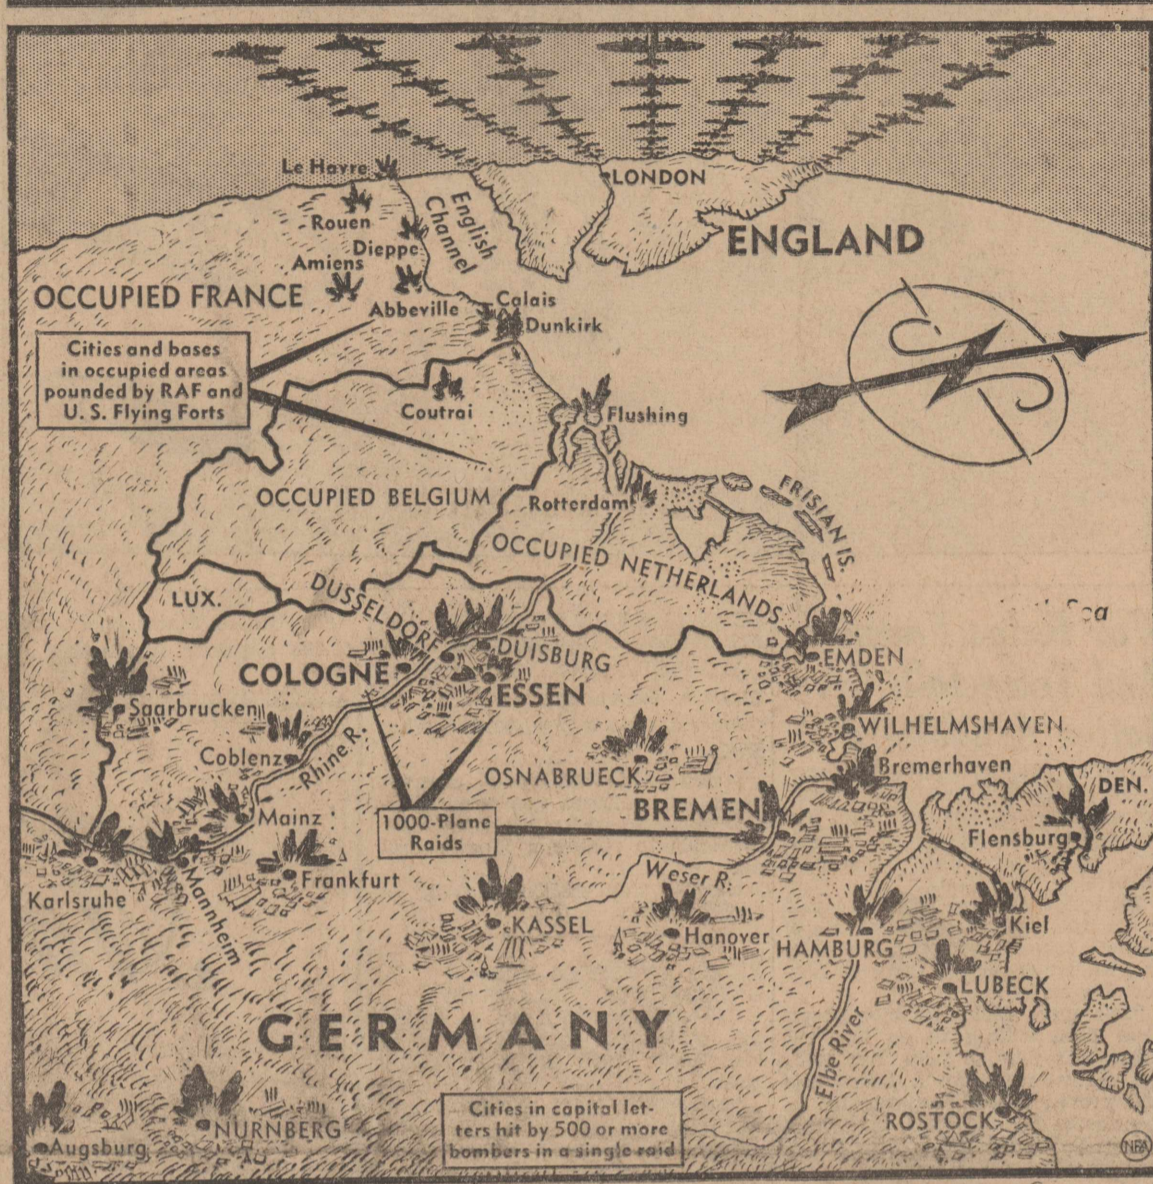 Le Havre
LONDON
English
Channel
Rouen
Dieppe
ENGLAND
Amiens
OCCUPIED FRANCE
Abbeville
Calais
Dunkirk
Cities and bases
in occupied areas
pounded by RAF and
U. S. Flying Forts
Coutrai
Flushing
OCCUPIED BELGIUM
Rotterdam
FRISIAN IS.
OCCUPIED NETHERLANDS
LUX.
DUSSELDORF
Sea
COLOGNE
DUISBURG
EMDEN
ESSEN
Saarbrucken
WILHELMSHAVEN
Coblenz
Rhine R.
OSNABRUECK
Bremerhaven
DEN.
BREMEN
Mainz
1000-Plane
Raids
Flensburg
Weser R.
Karlsruhe
Mannheim
Frankfurt
KASSEL
Hanover
HAMBURG
Kiel
LUBECK
GERMANY
Elbe River
Cities in capital let-
ters hit by 500 or more
bombers in a single raid
ROSTOCK
Augsburg
NURNBERG
NEA